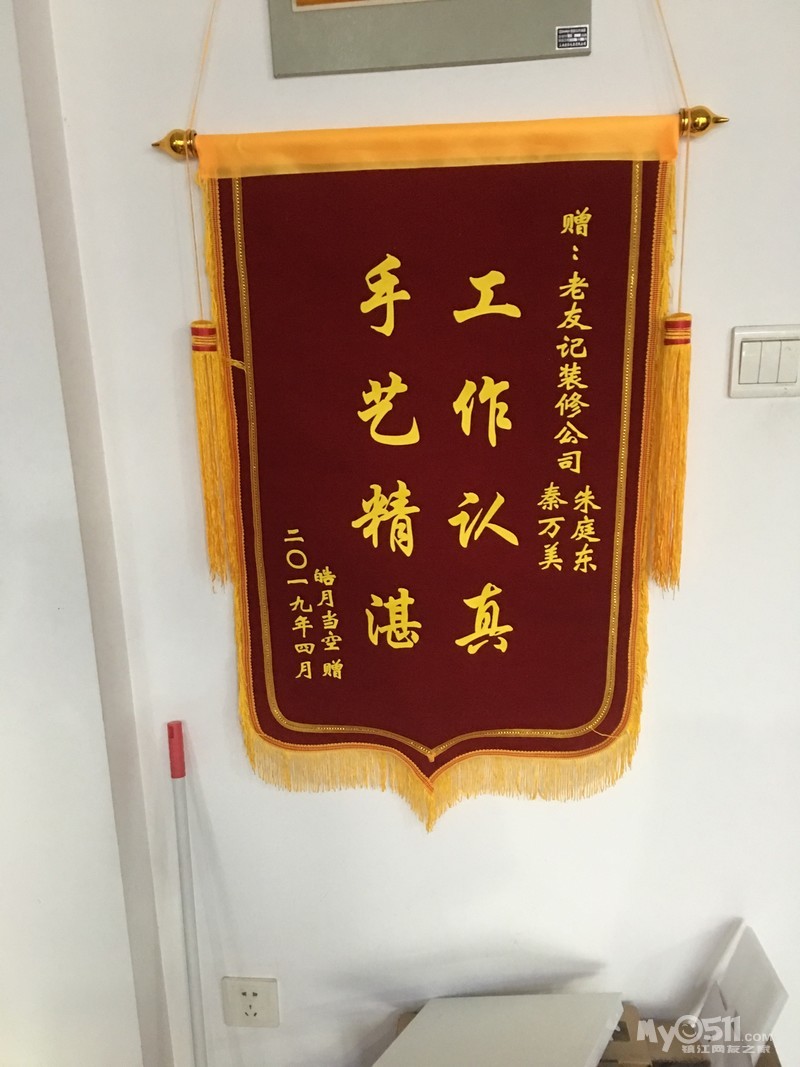 赠：老友记装修公司
朱庭东
秦万美
工作认真
手艺精湛
皓月当空 赠
二〇一九年四月
My0511.COM
镇江网友之家